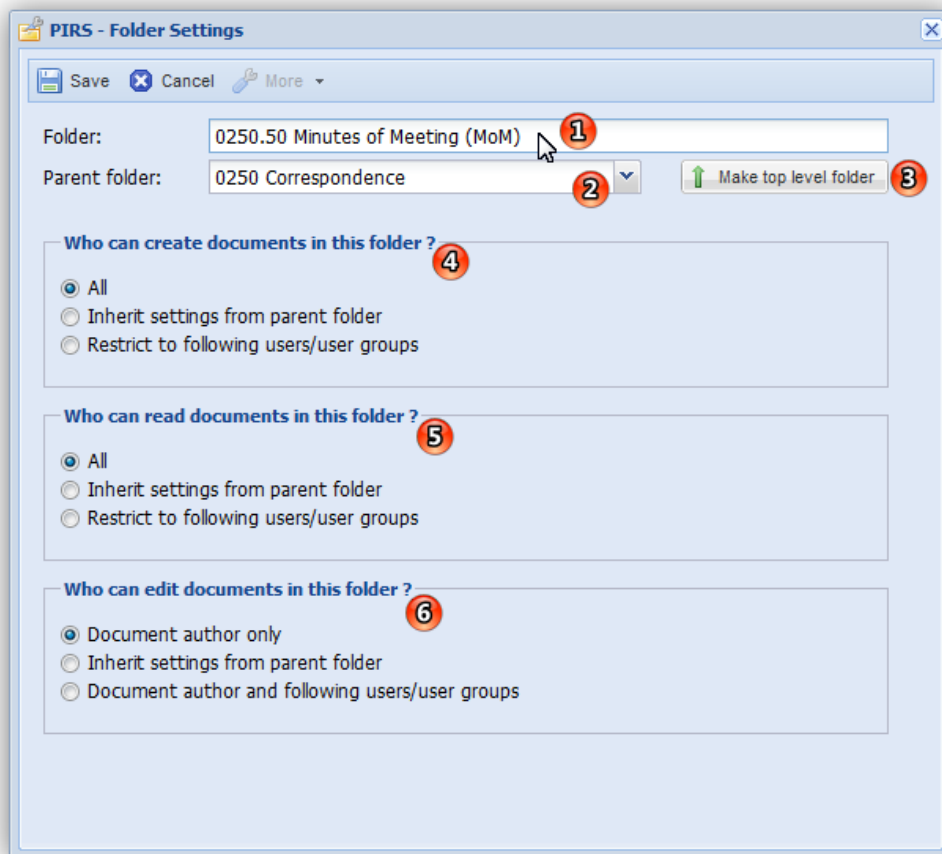 PIRS - Folder Settings
Save Cancel More
Folder: 0250.50 Minutes of Meeting (MoM) 1
Parent folder: 0250 Correspondence 2 Make top level folder 3
Who can create documents in this folder ? 4
All
Inherit settings from parent folder
Restrict to following users/user groups
Who can read documents in this folder ? 5
All
Inherit settings from parent folder
Restrict to following users/user groups
Who can edit documents in this folder ? 6
Document author only
Inherit settings from parent folder
Document author and following users/user groups